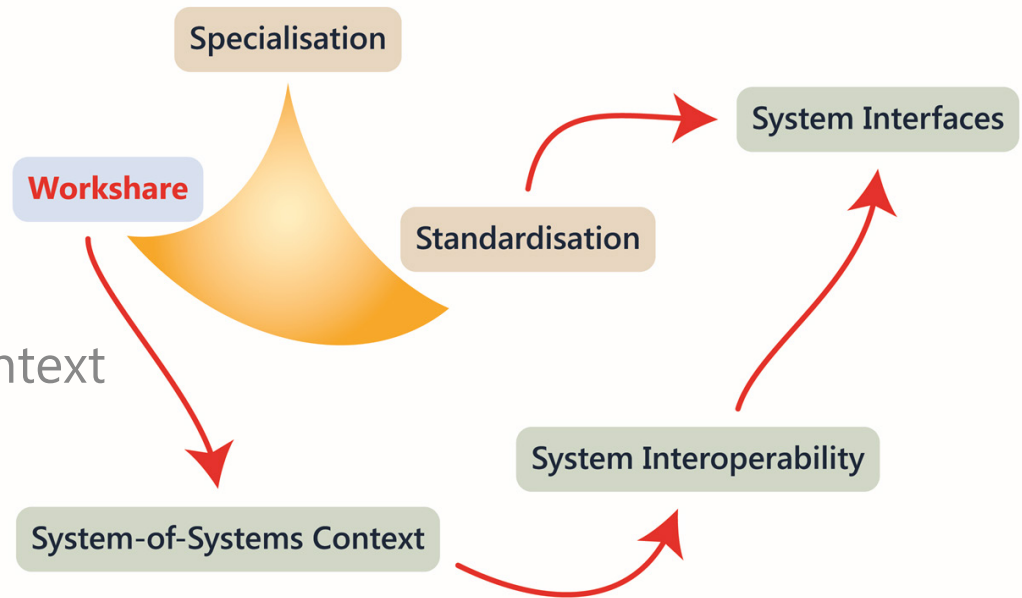 Specialisation
System Interfaces
Workshare
Standardisation
ntext
System Interoperability
System-of-Systems Context